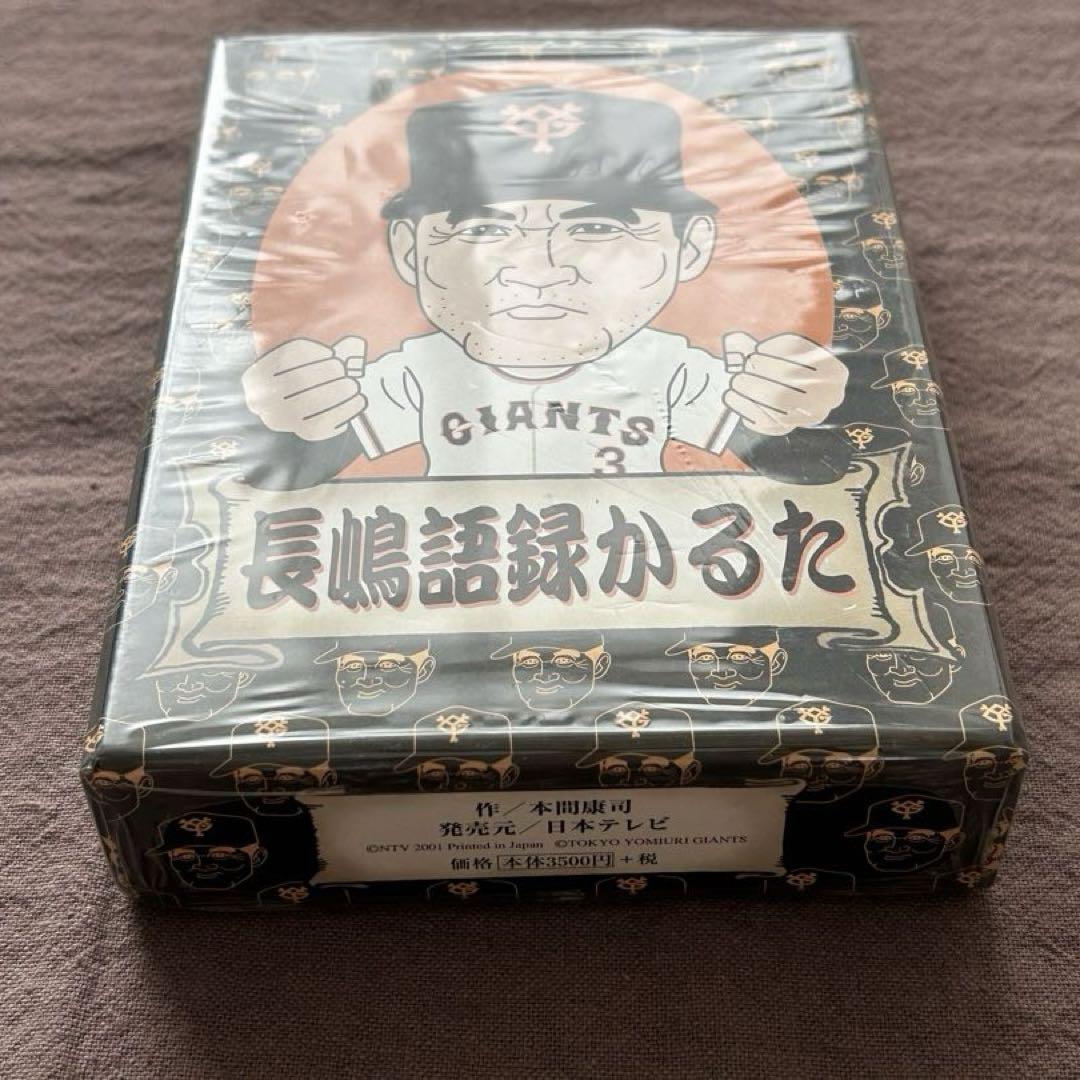 GIANTS
3
長嶋語録かるた
作／本間康司
発売元／日本テレビ
©NTV 2001 Printed in Japan ©TOKYO YOMIURI GIANTS
価格 本体3500円 +税